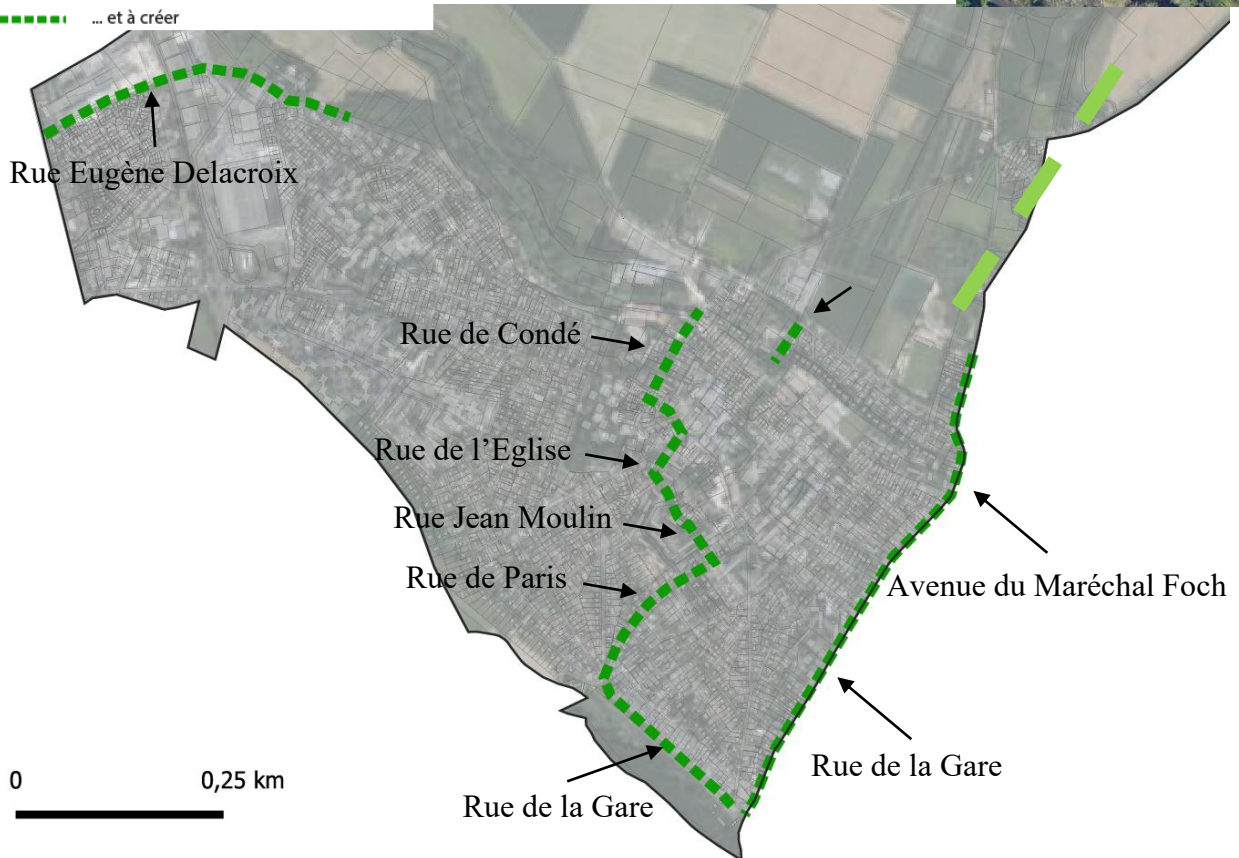 ... et à créer
Rue Eugène Delacroix
Rue de Condé
Rue de l’Eglise
Rue Jean Moulin
Rue de Paris
Avenue du Maréchal Foch
Rue de la Gare
Rue de la Gare
0 0,25 km